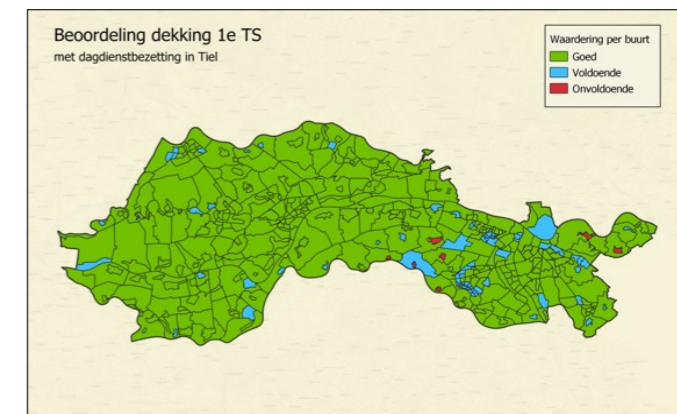 Beoordeling dekking 1e TS
met dagdienstbezetting in Tiel
Waardering per buurt
Goed
Voldoende
Onvoldoende